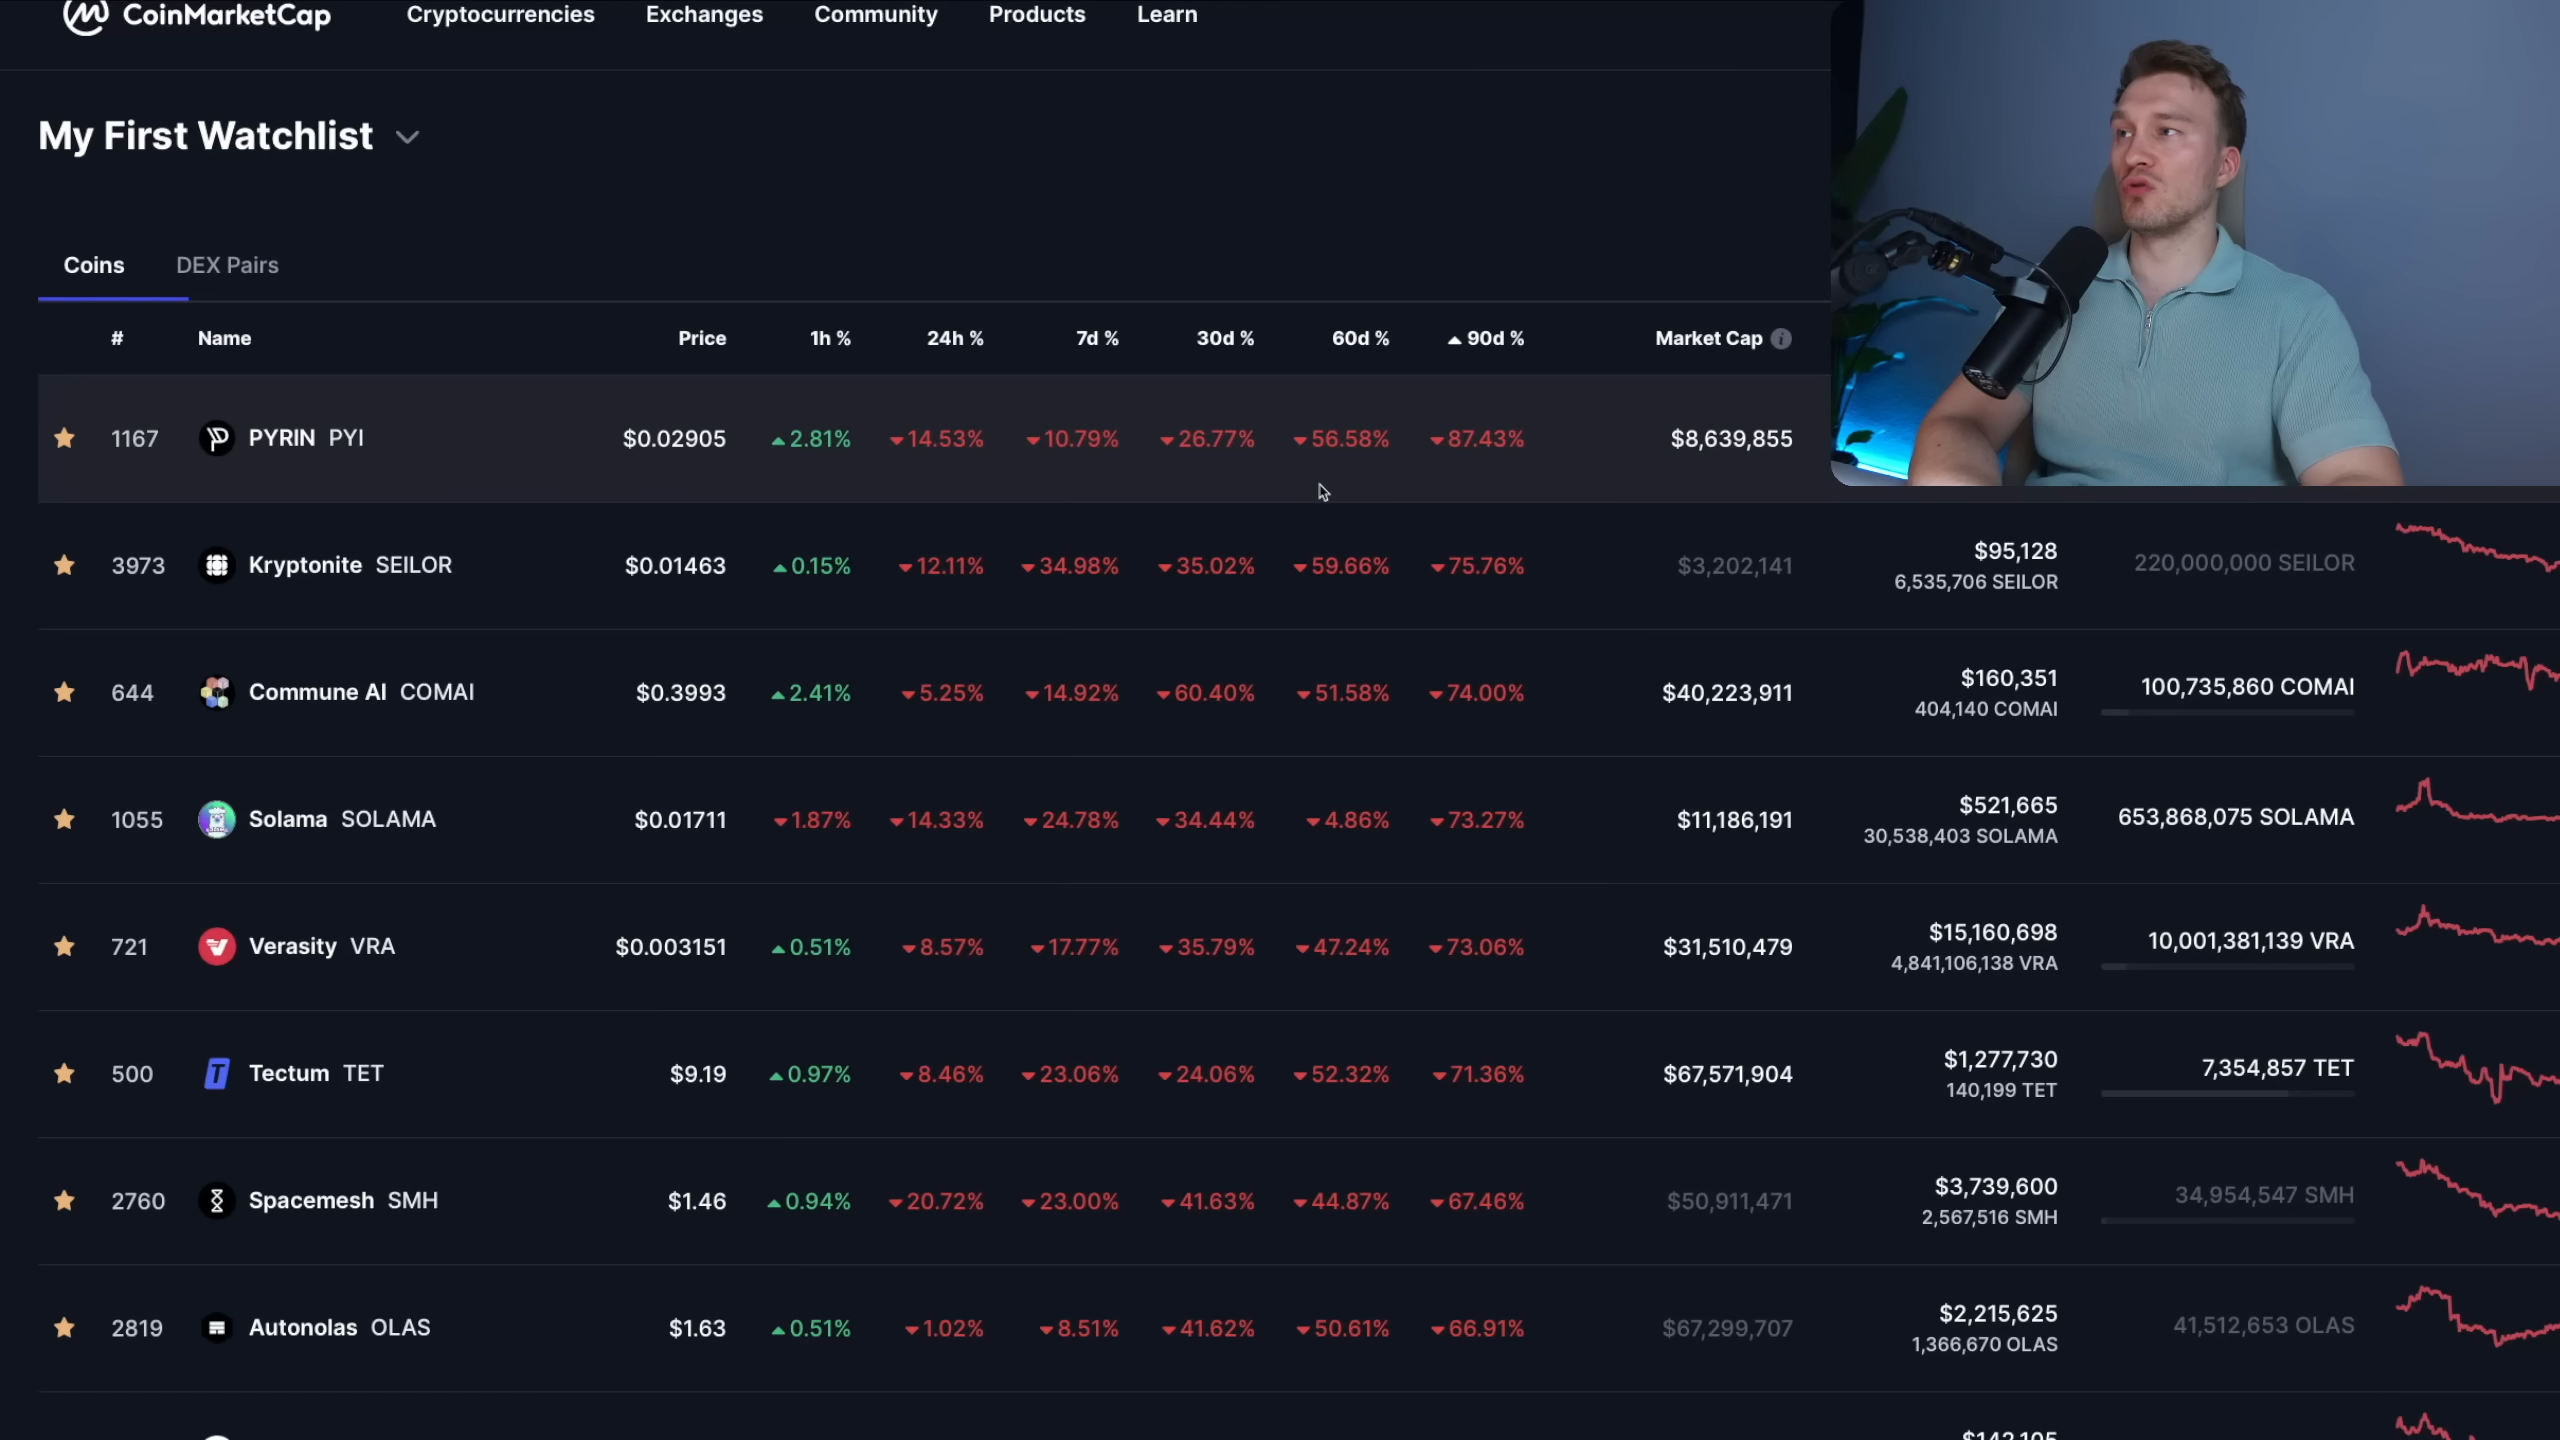 CoinMarketCap Cryptocurrencies Exchanges Community Products Learn
My First Watchlist
Coins DEX Pairs
# Name Price 1h % 24h % 7d % 30d % 60d % 90d % Market Cap
1167 PYRIN PYI $0.02905 2.81% 14.53% 10.79% 26.77% 56.58% 87.43% $8,639,855
3973 Kryptonite SEILOR $0.01463 0.15% 12.11% 34.98% 35.02% 59.66% 75.76% $3,202,141 $95,128 220,000,000 SEILOR
6,535,706 SEILOR
644 Commune AI COMAI $0.3993 2.41% 5.25% 14.92% 60.40% 51.58% 74.00% $40,223,911 $160,351 100,735,860 COMAI
404,140 COMAI
1055 Solama SOLAMA $0.01711 1.87% 14.33% 24.78% 34.44% 4.86% 73.27% $11,186,191 $521,665 653,868,075 SOLAMA
30,538,403 SOLAMA
721 Verasity VRA $0.003151 0.51% 8.57% 17.77% 35.79% 47.24% 73.06% $31,510,479 $15,160,698 10,001,381,139 VRA
4,841,106,138 VRA
500 Tectum TET $9.19 0.97% 8.46% 23.06% 24.06% 52.32% 71.36% $67,571,904 $1,277,730 7,354,857 TET
140,199 TET
2760 Spacemesh SMH $1.46 0.94% 20.72% 23.00% 41.63% 44.87% 67.46% $50,911,471 $3,739,600 34,954,547 SMH
2,567,516 SMH
2819 Autonolas OLAS $1.63 0.51% 1.02% 8.51% 41.62% 50.61% 66.91% $67,299,707 $2,215,625 41,512,653 OLAS
1,366,670 OLAS